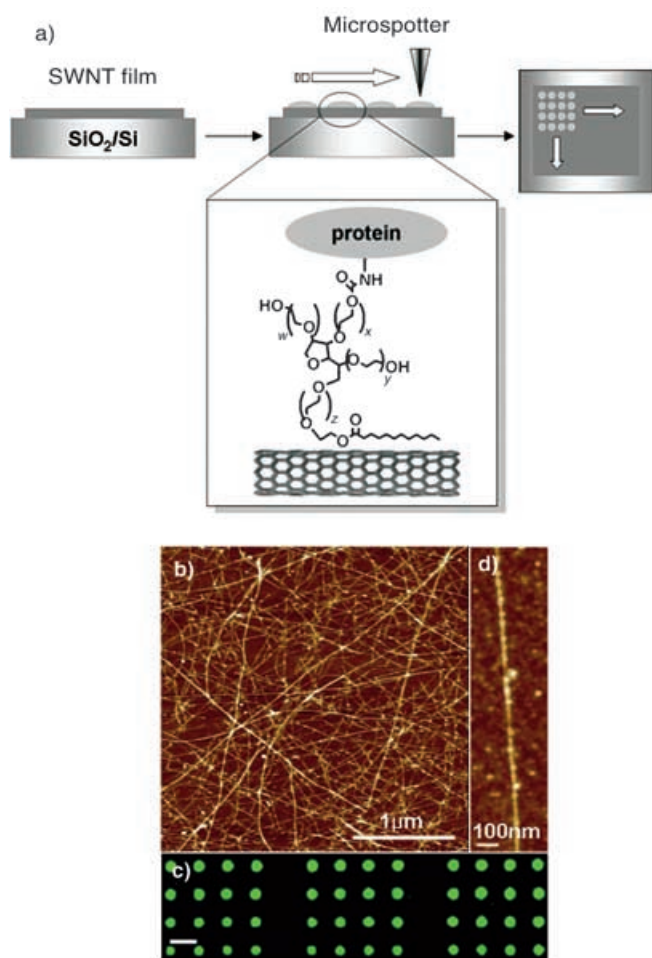 a)
Microspotter
SWNT film
SiO₂/Si
protein
O NH
O
HO O O
w x
O O OH
y
O
z
O O
O
b)
d)
1μm
100nm
c)